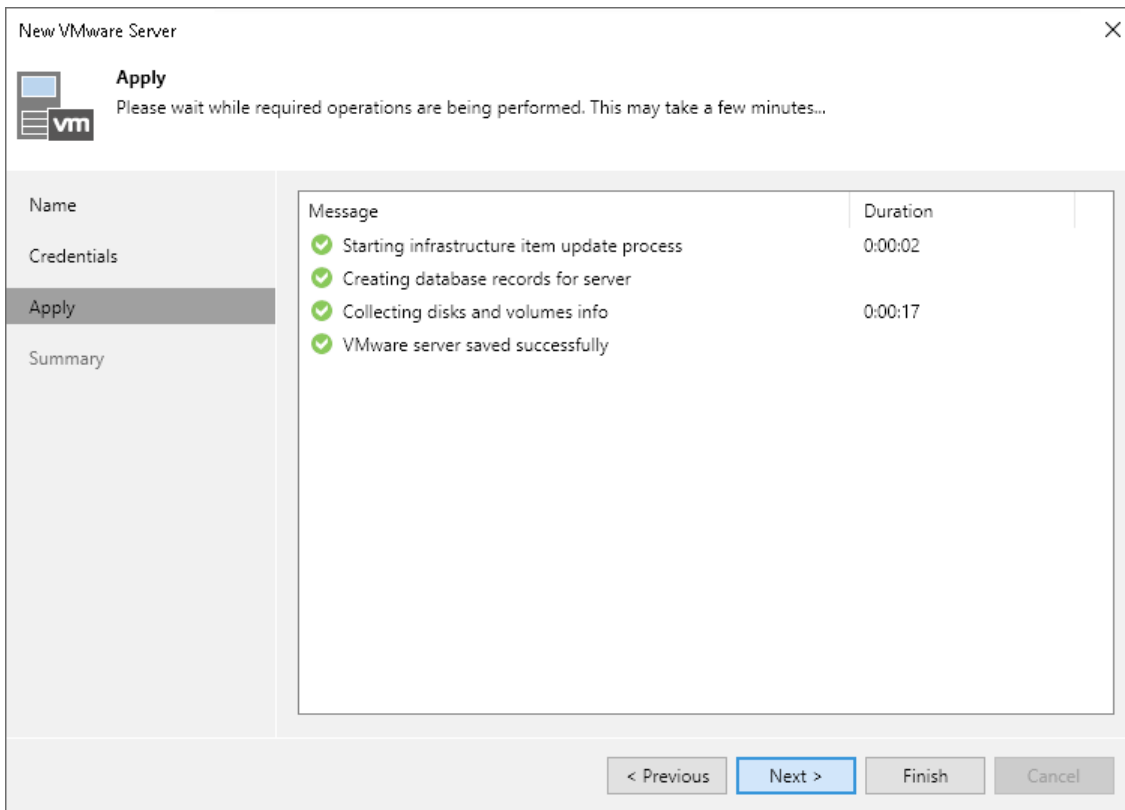 New VMware Server
Apply
Please wait while required operations are being performed. This may take a few minutes...
vm
Name
Credentials
Apply
Summary
Message Duration
Starting infrastructure item update process 0:00:02
Creating database records for server
Collecting disks and volumes info 0:00:17
VMware server saved successfully
< Previous Next > Finish Cancel